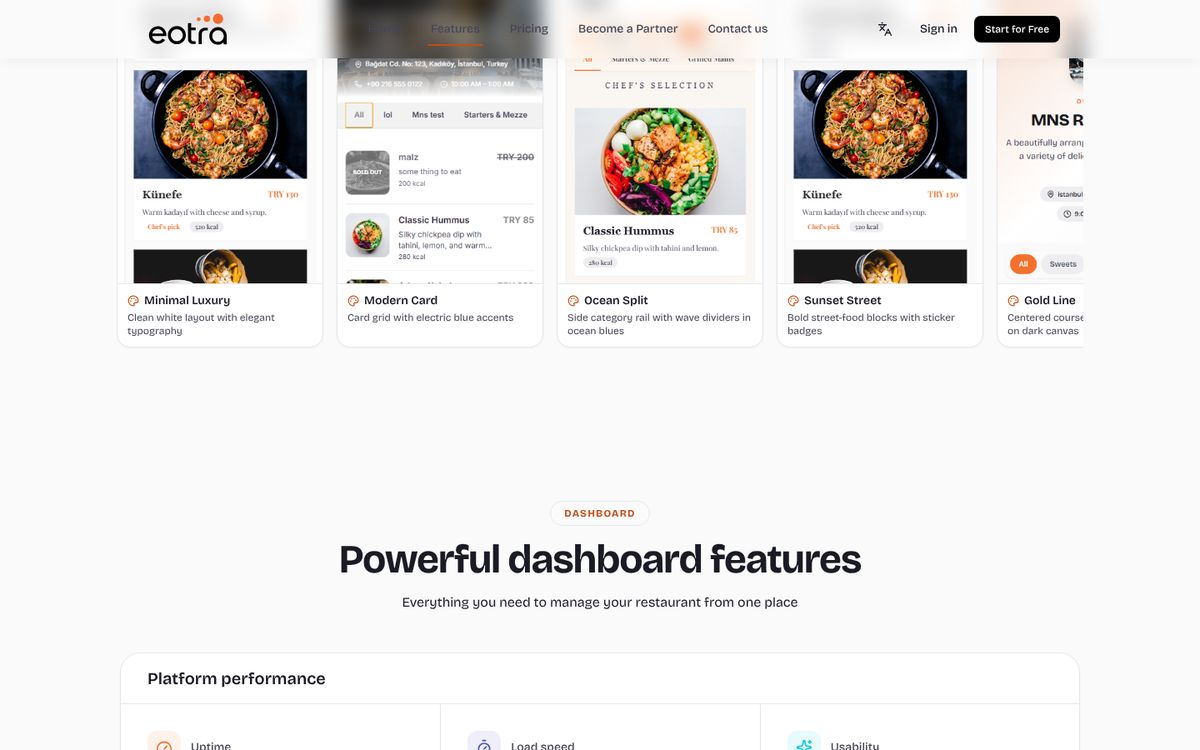 eotra
Home
Features
Pricing
Become a Partner
Contact us
Sign in
Start for Free
Künefe
TRY 130
Warm kadayıf with cheese and syrup.
Chef's pick
520 kcal
Minimal Luxury
Clean white layout with elegant
typography
Bağdat Cd. No: 123, Kadıköy, İstanbul, Turkey
+90 216 555 0122
10:00 AM – 1:00 AM
All
lol
Mns test
Starters & Mezze
malz
TRY 200
some thing to eat
200 kcal
SOLD OUT
Classic Hummus
TRY 85
Silky chickpea dip with
tahini, lemon, and warm...
280 kcal
Modern Card
Card grid with electric blue accents
All
Starters & Mezze
Grilled Mains
CHEF'S SELECTION
Classic Hummus
TRY 85
Silky chickpea dip with tahini and lemon.
280 kcal
Ocean Split
Side category rail with wave dividers in
ocean blues
Künefe
TRY 130
Warm kadayıf with cheese and syrup.
Chef's pick
520 kcal
Sunset Street
Bold street-food blocks with sticker
badges
MNS R
A beautifully arrang
a variety of deli
istanbul
9:0
All
Sweets
Gold Line
Centered course
on dark canvas
DASHBOARD
Powerful dashboard features
Everything you need to manage your restaurant from one place
Platform performance
Uptime
Load speed
Usability